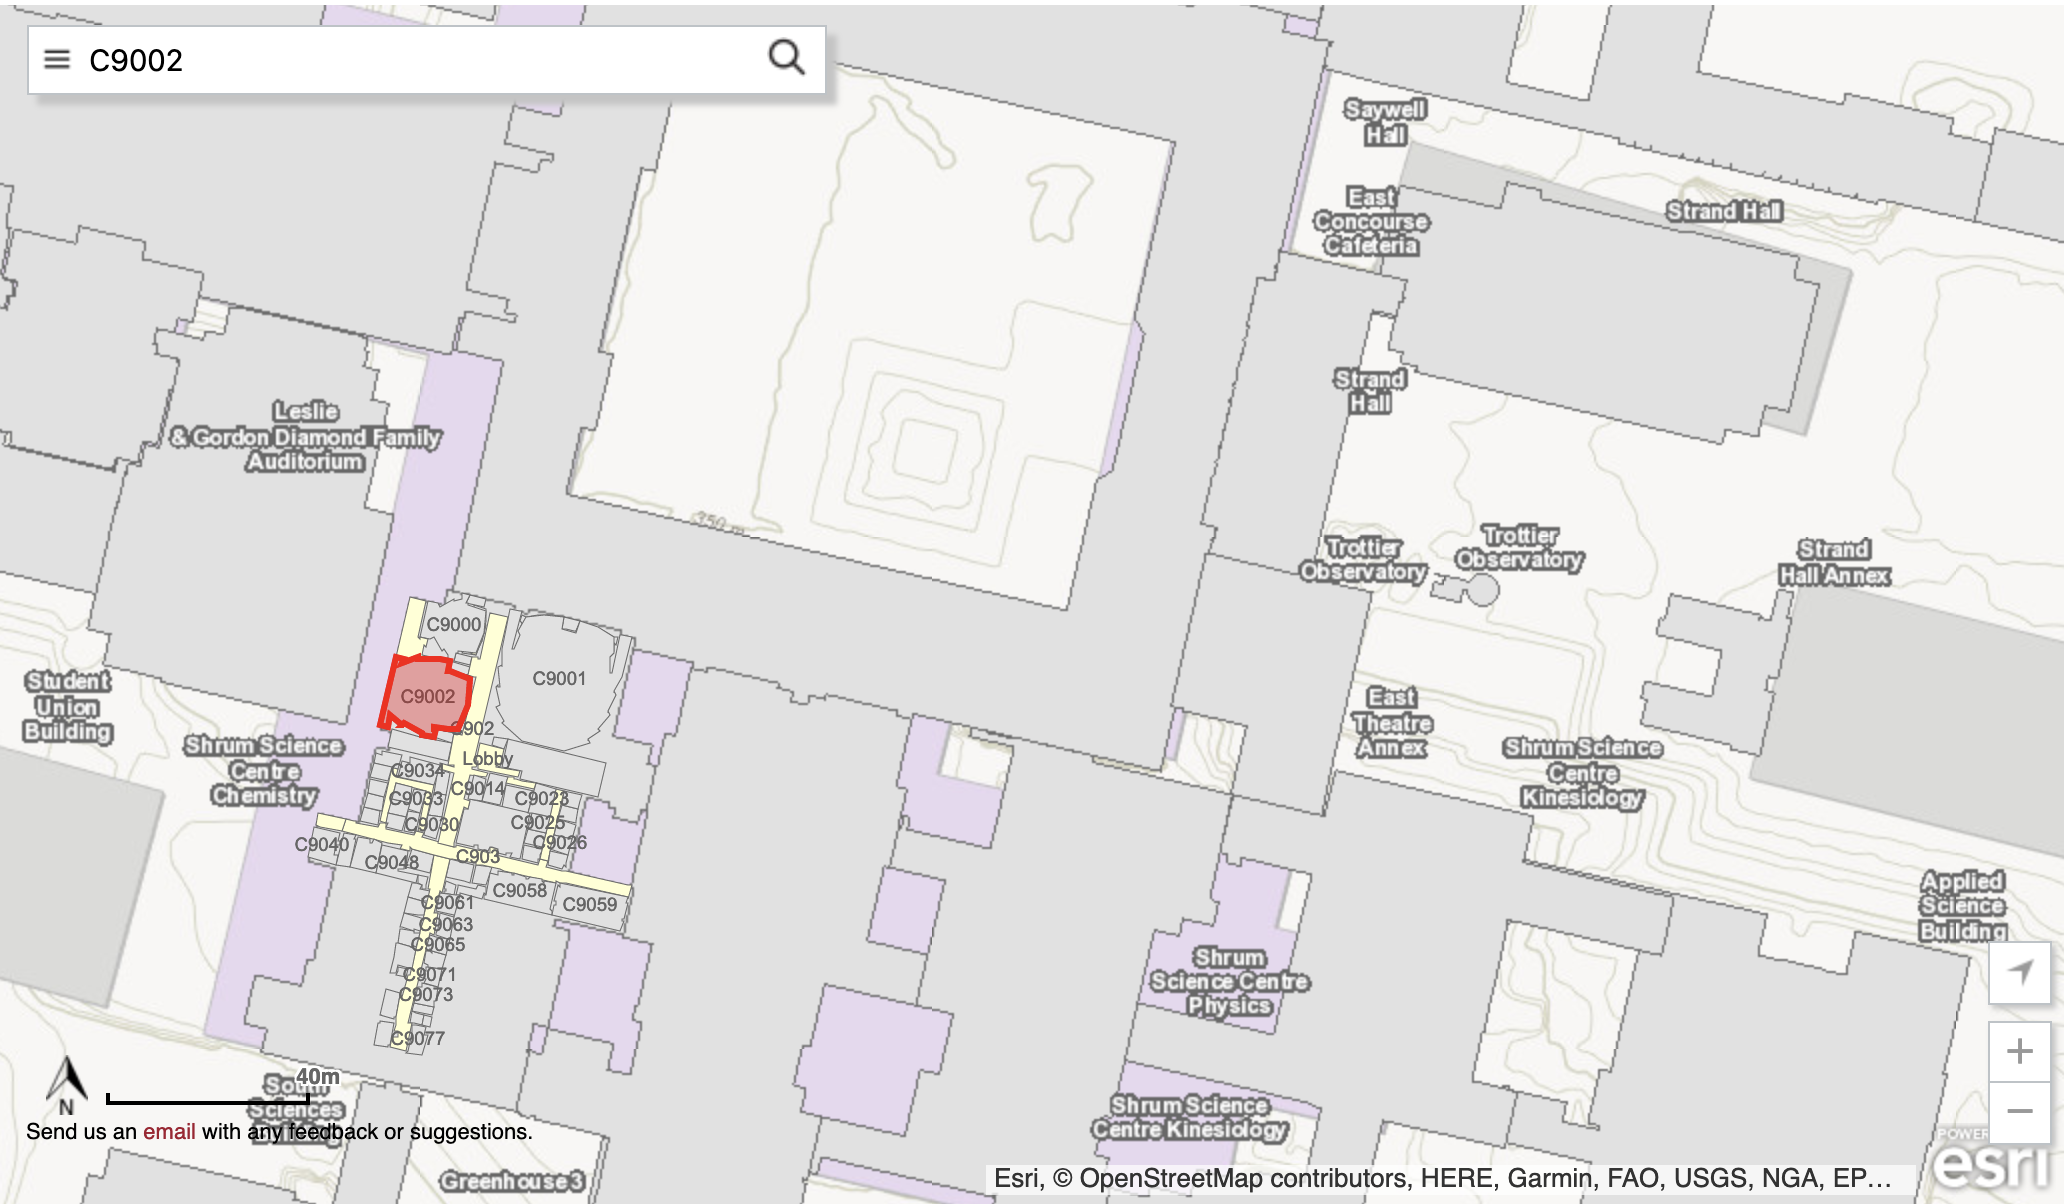 C9002
Saywell
Hall
East
Concourse
Cafeteria
Strand Hall
Strand
Hall
Leslie
& Gordon Diamond Family
Auditorium
350 m
Trottier
Observatory
Trottier
Observatory
Strand
Hall Annex
C9000
C9001
C9002
C902
Lobby
Student
Union
Building
Shrum Science
Centre
Chemistry
East
Theatre
Annex
Shrum Science
Centre
Kinesiology
C9034
C9014
C9033
C9023
C9030
C9025
C9026
C9040
C9048
C903
C9058
C9059
C9061
C9063
C9065
C9071
C9073
C9077
Applied
Science
Building
Shrum
Science Centre
Physics
Shrum Science
Centre Kinesiology
N
40m
South
Sciences
Building
Send us an email with any feedback or suggestions.
Greenhouse 3
+
−
POWER
esri
Esri, © OpenStreetMap contributors, HERE, Garmin, FAO, USGS, NGA, EP…